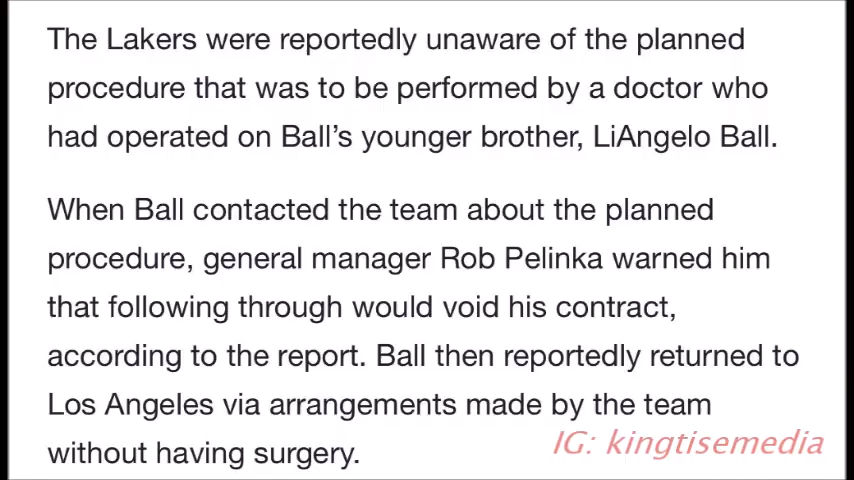 The Lakers were reportedly unaware of the planned
procedure that was to be performed by a doctor who
had operated on Ball’s younger brother, LiAngelo Ball.
When Ball contacted the team about the planned
procedure, general manager Rob Pelinka warned him
that following through would void his contract,
according to the report. Ball then reportedly returned to
Los Angeles via arrangements made by the team
without having surgery.
IG: kingtisemedia